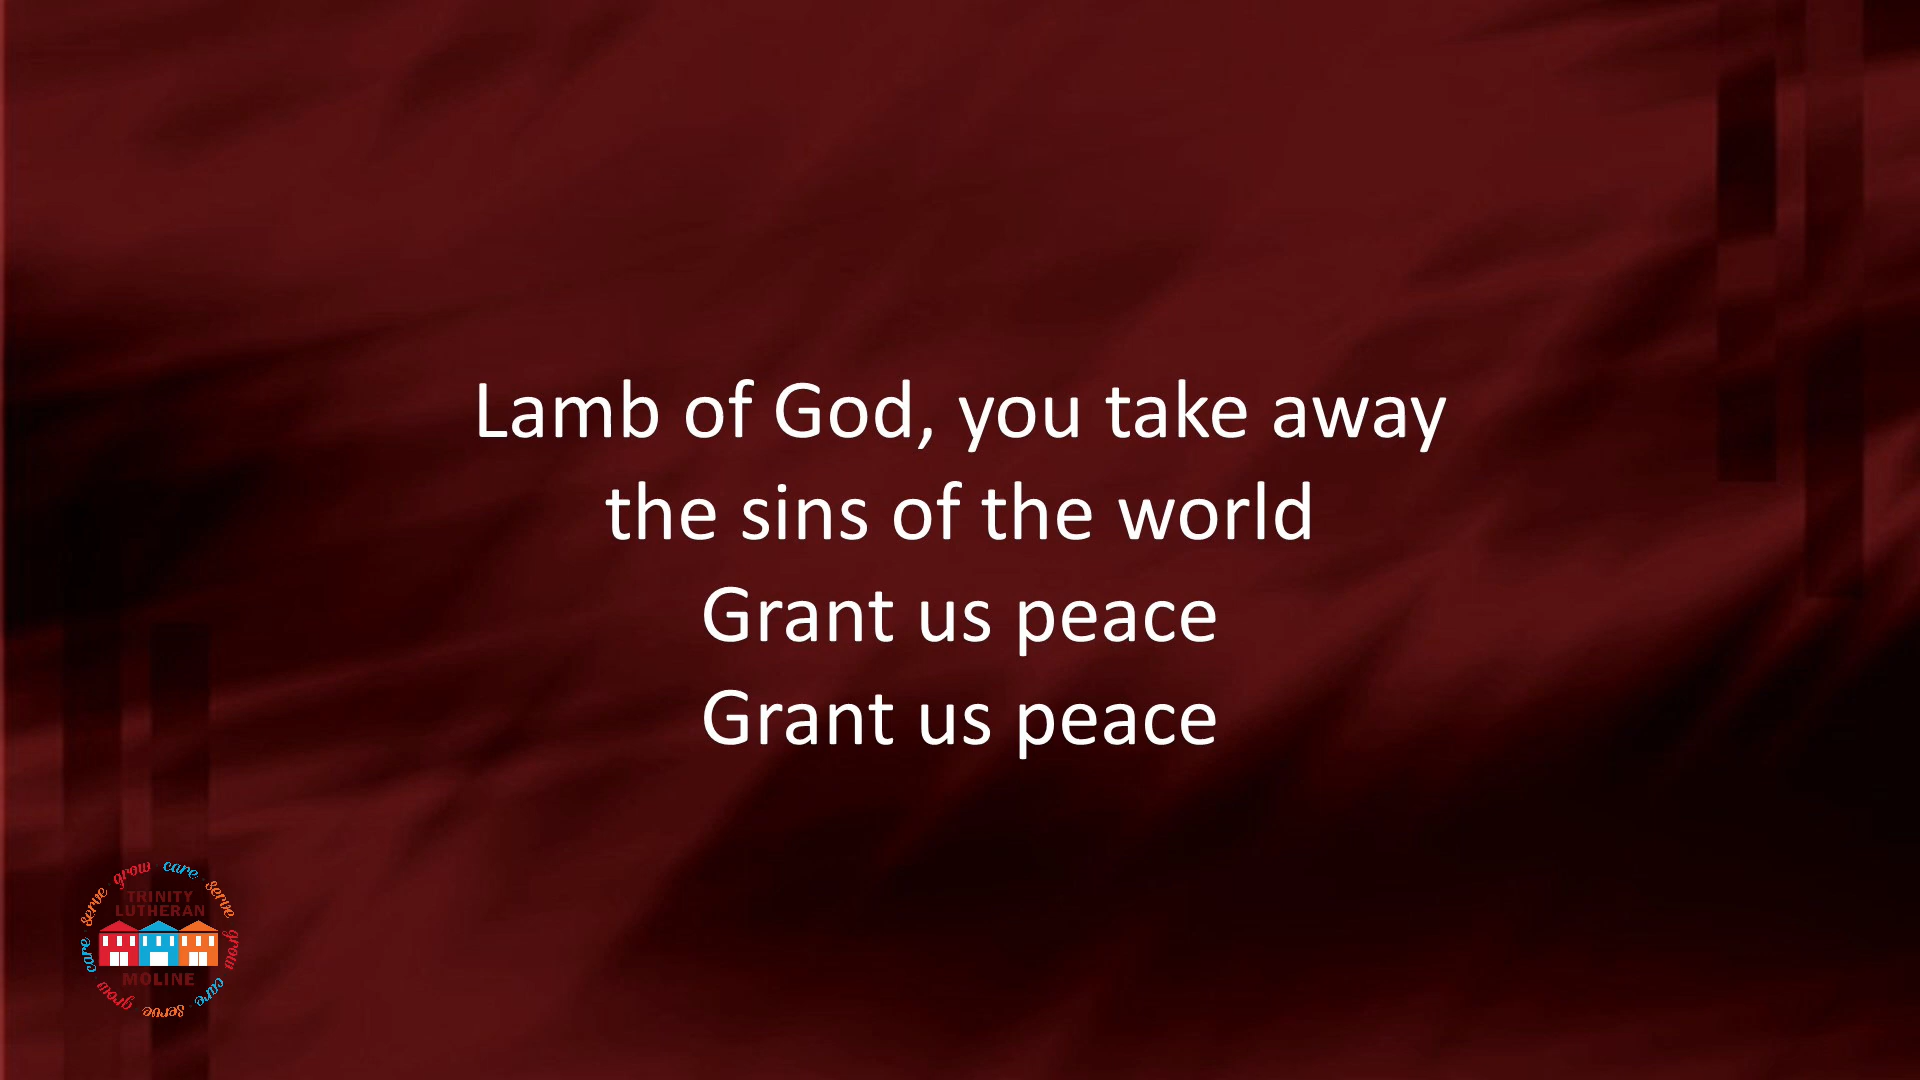 Lamb of God, you take away
the sins of the world
Grant us peace
Grant us peace
grow care serve grow care serve grow care serve
TRINITY
LUTHERAN
MOLINE